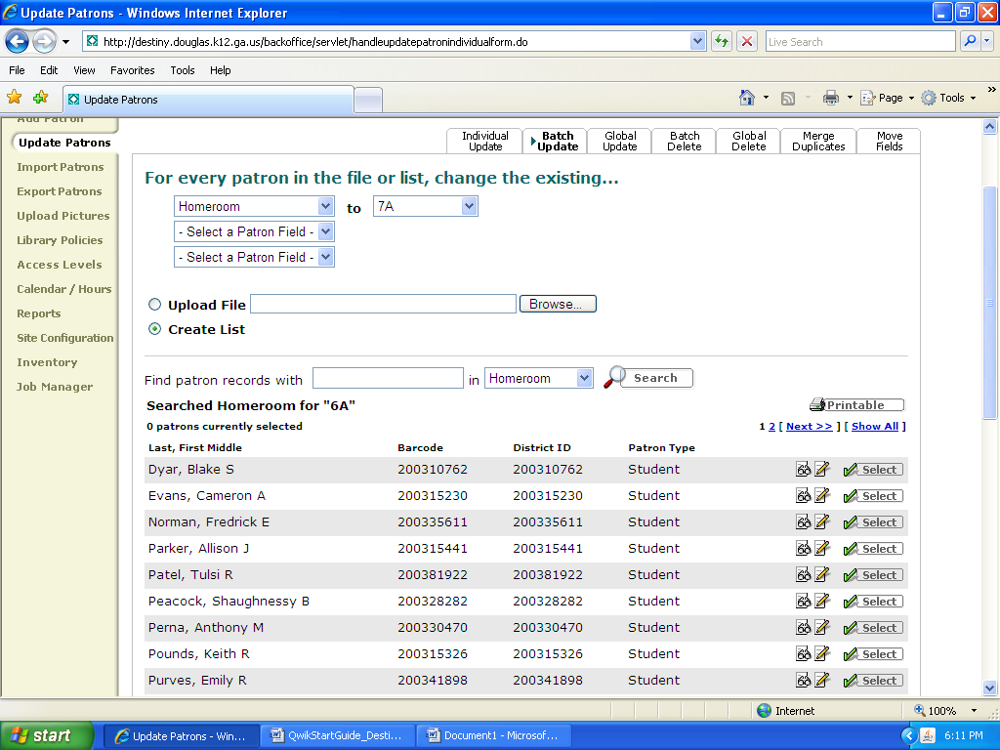 Update Patrons - Windows Internet Explorer
http://destiny.douglas.k12.ga.us/backoffice/servlet/handleupdatepatronindividualform.do
Live Search
File Edit View Favorites Tools Help
Update Patrons
Page Tools »
Add Patron
Update Patrons
Import Patrons
Export Patrons
Upload Pictures
Library Policies
Access Levels
Calendar / Hours
Reports
Site Configuration
Inventory
Job Manager
Individual Update
Batch Update
Global Update
Batch Delete
Global Delete
Merge Duplicates
Move Fields
For every patron in the file or list, change the existing...
Homeroom to 7A
- Select a Patron Field -
- Select a Patron Field -
Upload File Browse...
Create List
Find patron records with in Homeroom Search
Searched Homeroom for "6A" Printable
0 patrons currently selected 1 2 [ Next >> ] [ Show All ]
Last, First Middle Barcode District ID Patron Type
Dyar, Blake S 200310762 200310762 Student Select
Evans, Cameron A 200315230 200315230 Student Select
Norman, Fredrick E 200335611 200335611 Student Select
Parker, Allison J 200315441 200315441 Student Select
Patel, Tulsi R 200381922 200381922 Student Select
Peacock, Shaughnessy B 200328282 200328282 Student Select
Perna, Anthony M 200330470 200330470 Student Select
Pounds, Keith R 200315326 200315326 Student Select
Purves, Emily R 200341898 200341898 Student Select
Internet 100%
start Update Patrons - Win... QwikStartGuide_Desti... Document1 - Microsof... 6:11 PM